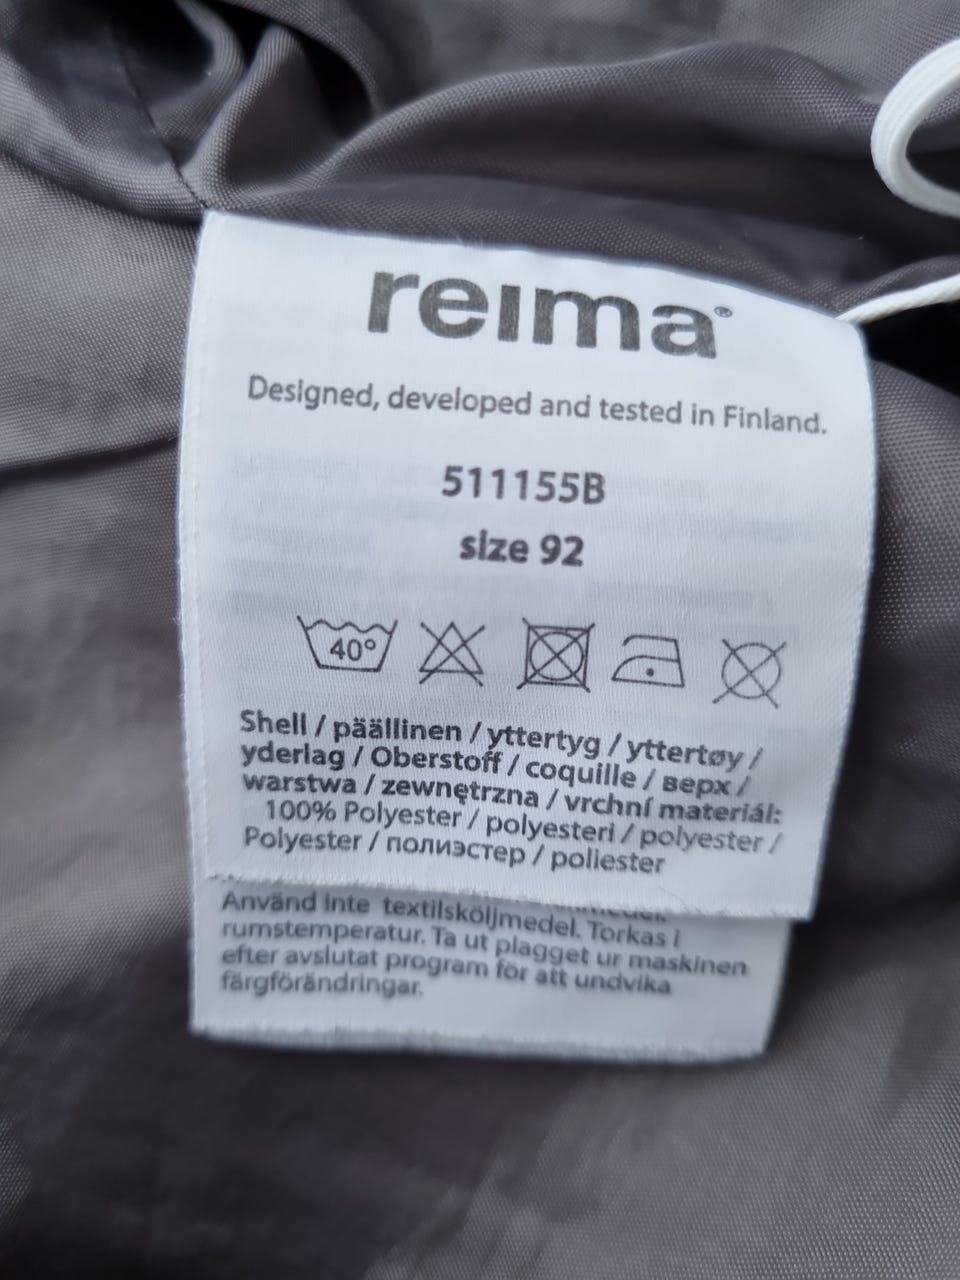 reima®
Designed, developed and tested in Finland.
511155B
size 92
40°
Shell / päällinen / yttertyg / yttertøy /
yderlag / Oberstoff / coquille / верх /
warstwa / zewnętrzna / vrchní materiál:
100% Polyester / polyesteri / polyester /
Polyester / полиэстер / poliester
Använd inte textilsköljmedel. Torkas i
rumstemperatur. Ta ut plagget ur maskinen
efter avslutat program för att undvika
färgförändringar.